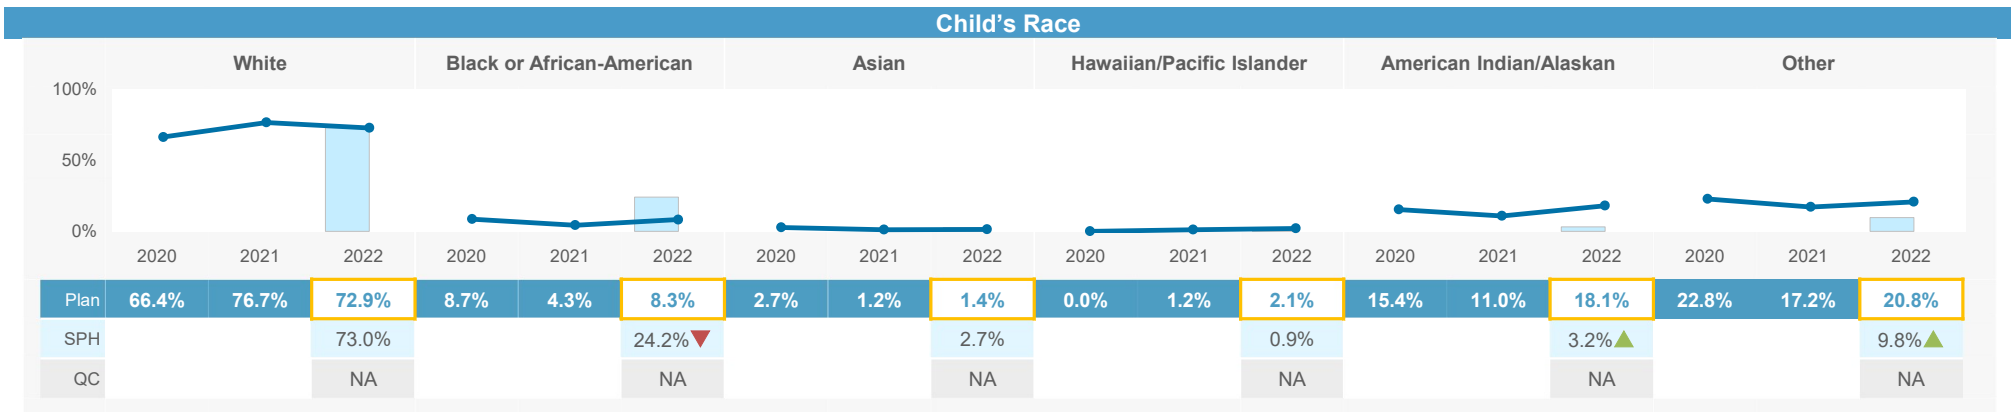 Child's Race
White Black or African-American Asian Hawaiian/Pacific Islander American Indian/Alaskan Other
100%
50%
0%
2020 2021 2022 2020 2021 2022 2020 2021 2022 2020 2021 2022 2020 2021 2022 2020 2021 2022
Plan 66.4% 76.7% 72.9% 8.7% 4.3% 8.3% 2.7% 1.2% 1.4% 0.0% 1.2% 2.1% 15.4% 11.0% 18.1% 22.8% 17.2% 20.8%
SPH 73.0% 24.2%▼ 2.7% 0.9% 3.2%▲ 9.8%▲
QC NA NA NA NA NA NA